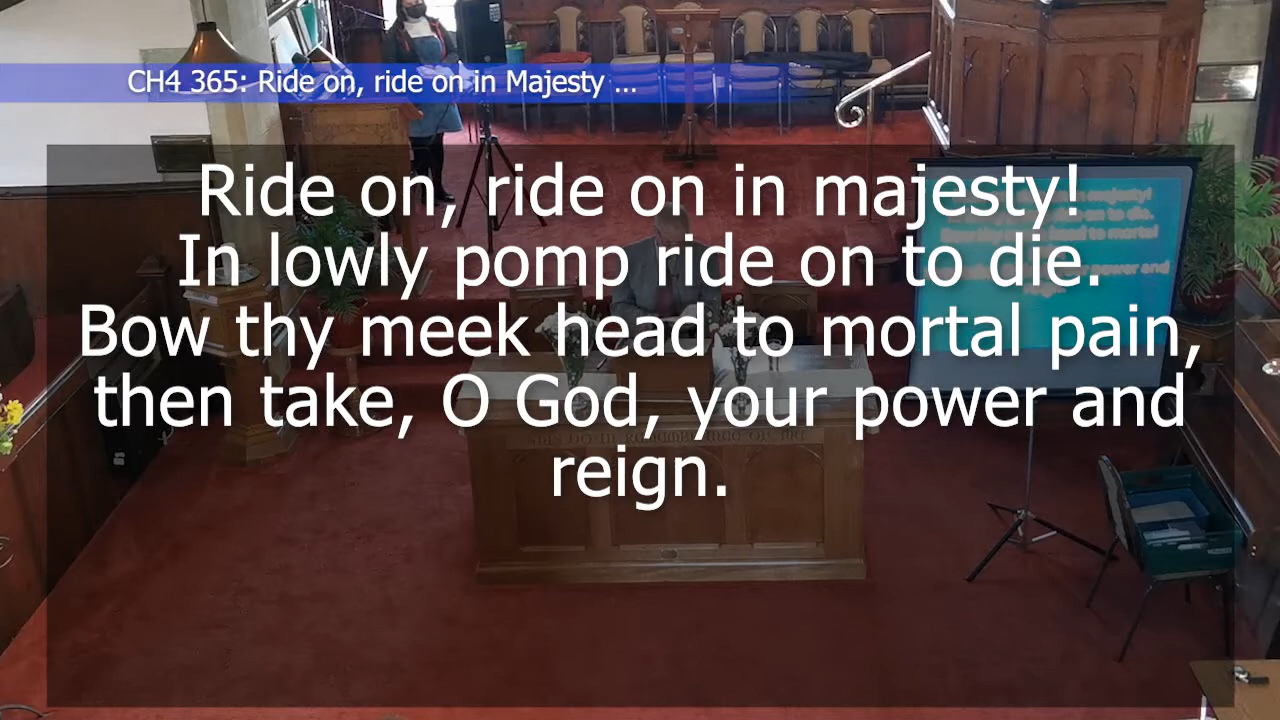 CH4 365: Ride on, ride on in Majesty ...
Ride on, ride on in majesty!
In lowly pomp ride on to die.
Bow thy meek head to mortal pain,
then take, O God, your power and
reign.